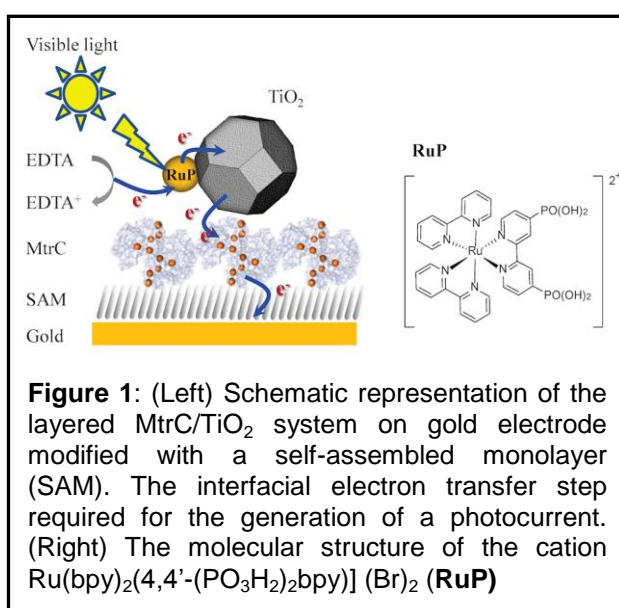 Visible light
TiO₂
e⁻
RuP
EDTA
EDTA⁺
e⁻
e⁻
e
MtrC
SAM
e⁻
Gold
RuP
2+
PO(OH)₂
N
N
N
Ru
N
N
N
PO(OH)₂
Figure 1: (Left) Schematic representation of the
layered MtrC/TiO₂ system on gold electrode
modified with a self-assembled monolayer
(SAM). The interfacial electron transfer step
required for the generation of a photocurrent.
(Right) The molecular structure of the cation
Ru(bpy)₂(4,4'-(PO₃H₂)₂bpy)] (Br)₂ (RuP)